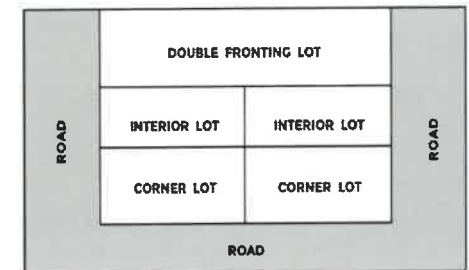 DOUBLE FRONTING LOT
ROAD
INTERIOR LOT
INTERIOR LOT
ROAD
CORNER LOT
CORNER LOT
ROAD